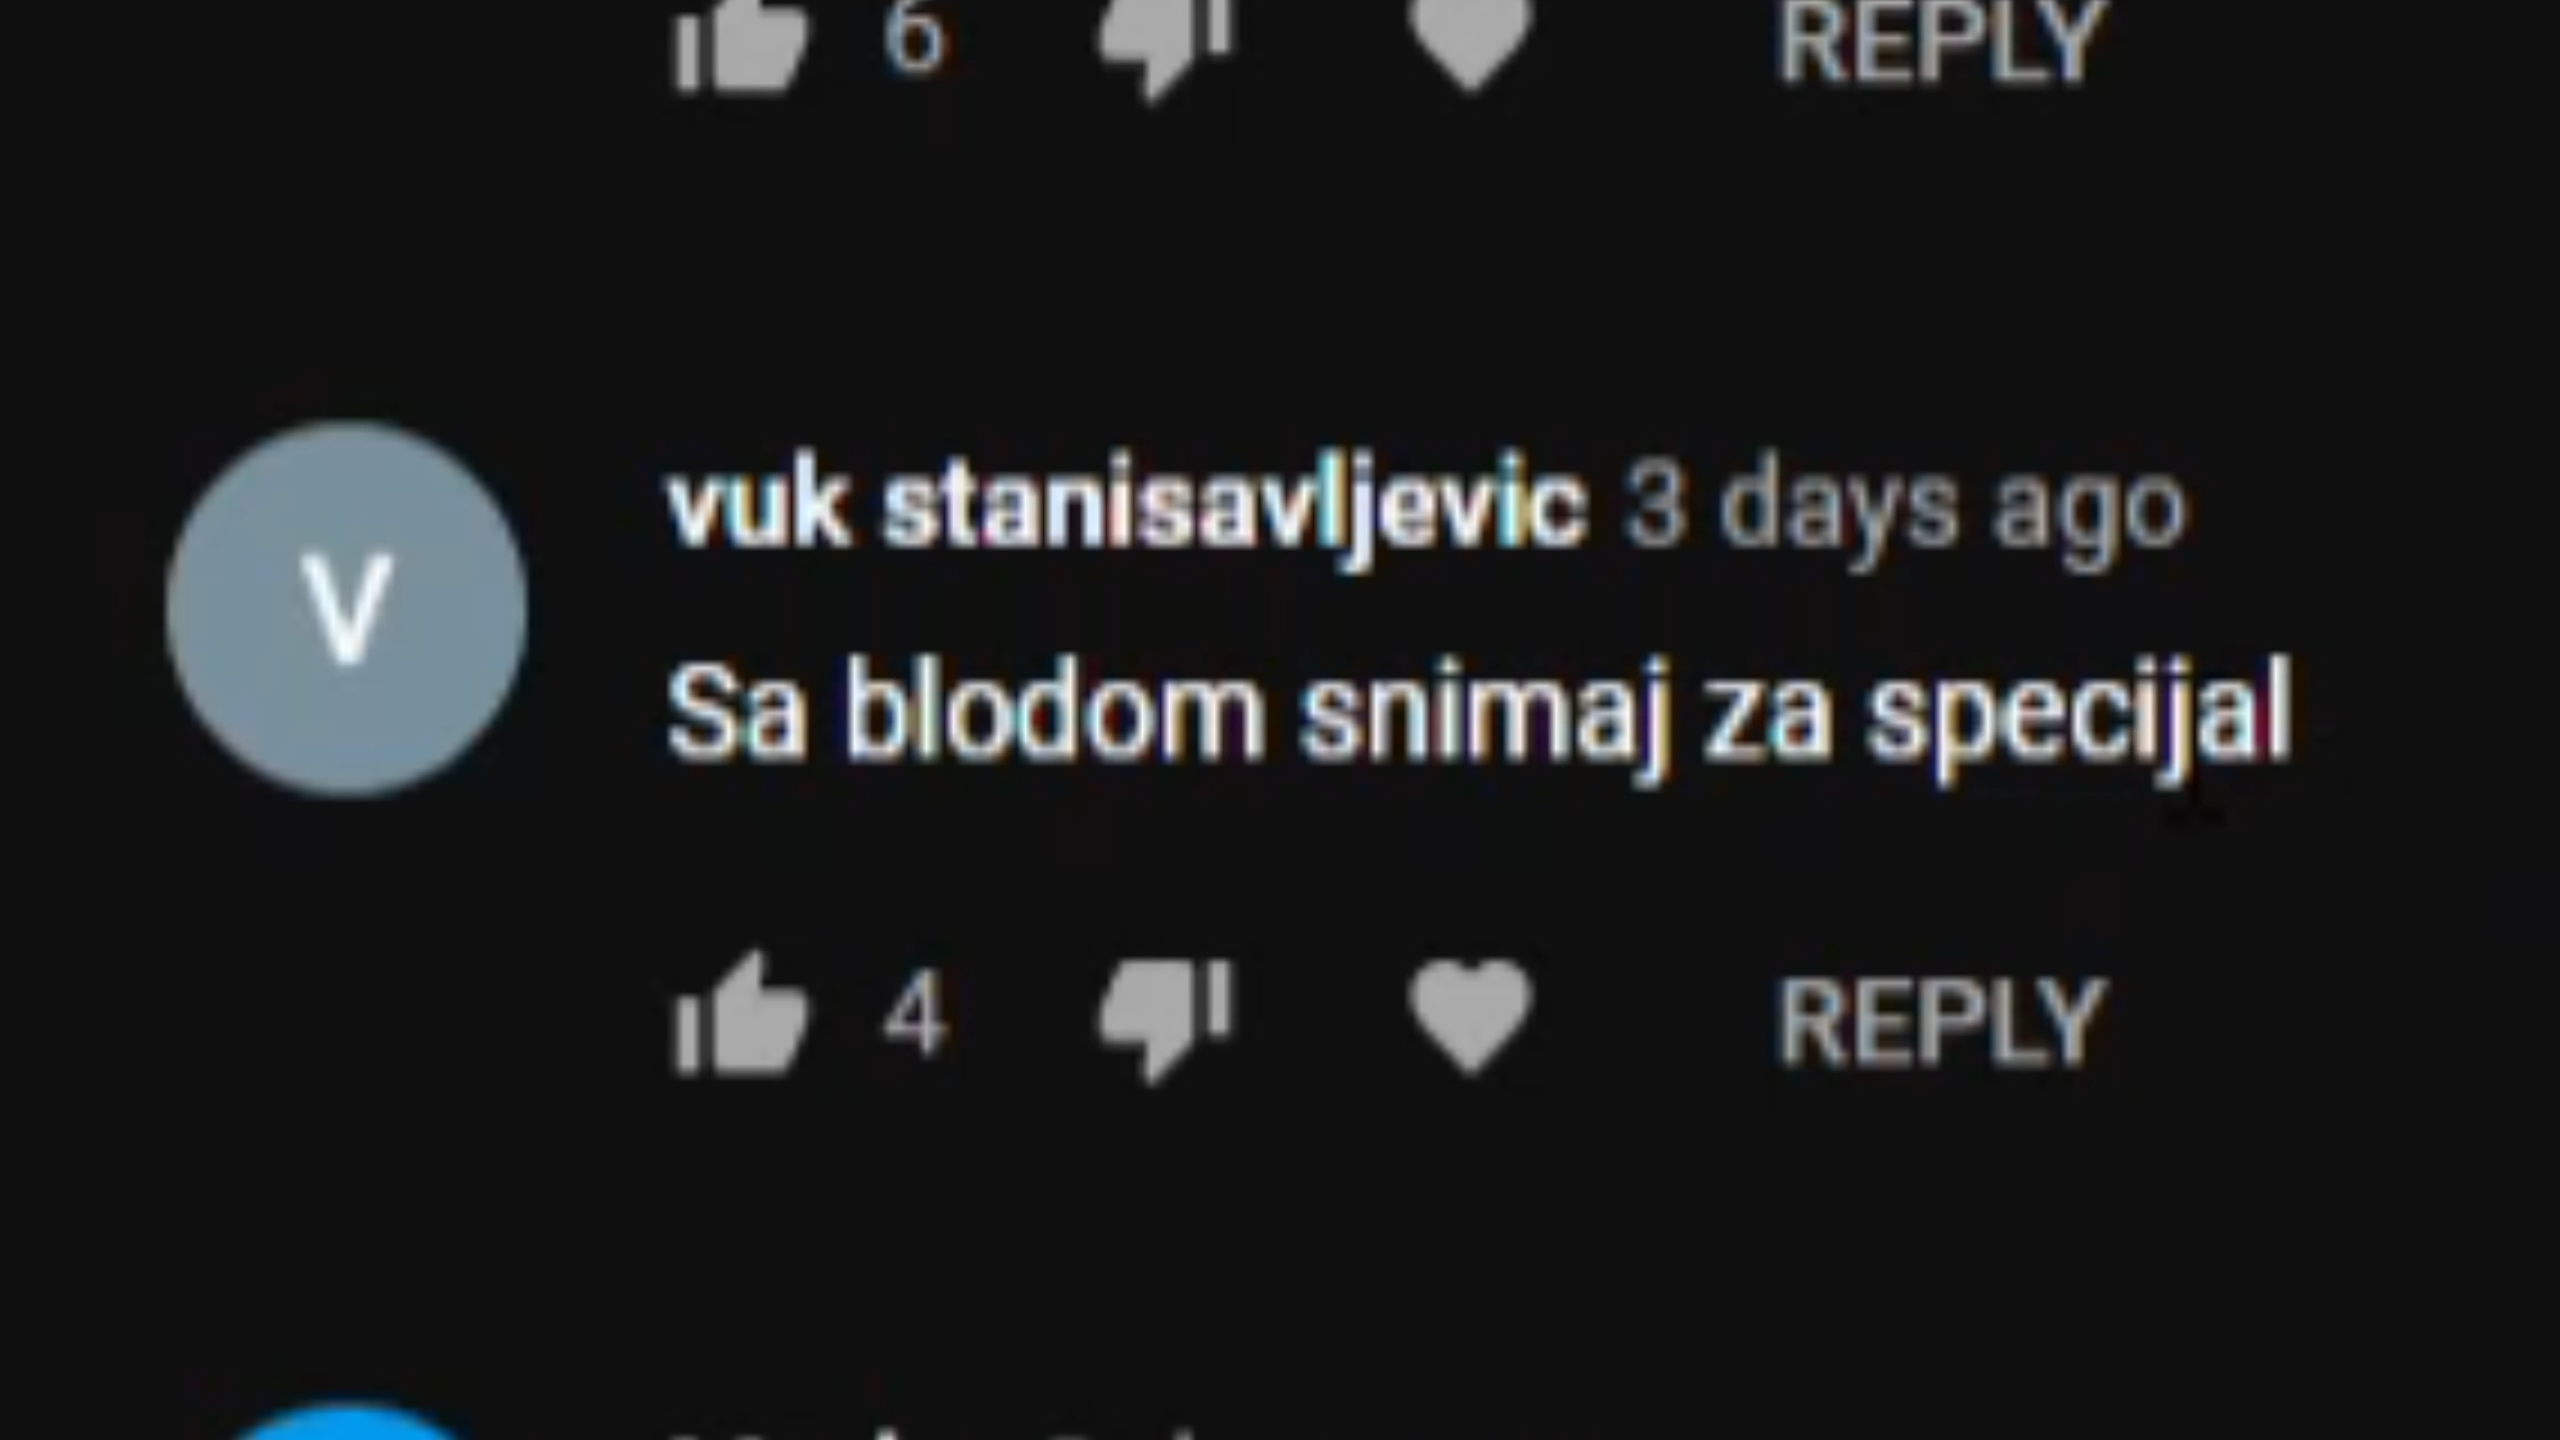 6 REPLY
V
vuk stanisavljevic 3 days ago
Sa blodom snimaj za specijal
4 REPLY